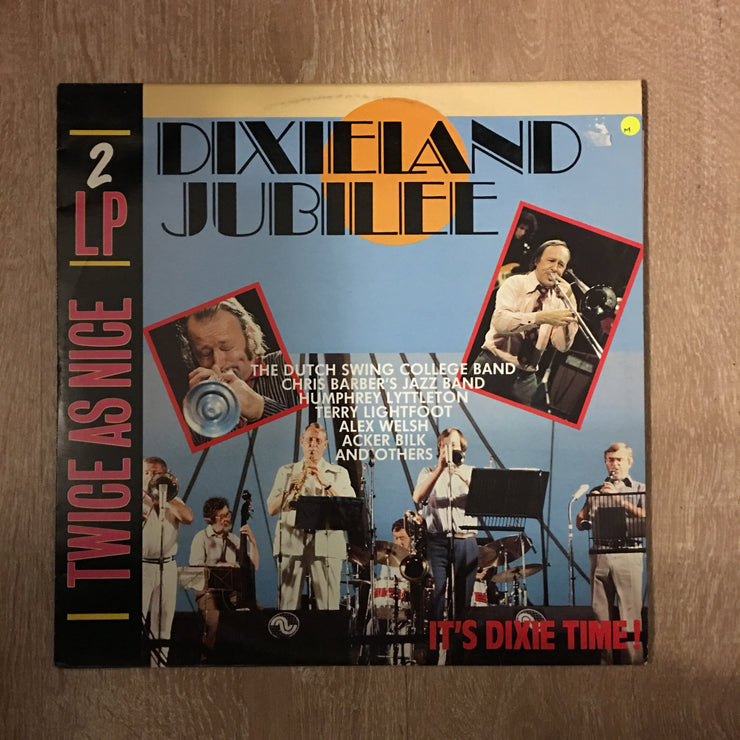 2
LP
TWICE AS NICE
DIXIELAND
JUBILEE
M
THE DUTCH SWING COLLEGE BAND
CHRIS BARBER'S JAZZ BAND
HUMPHREY LYTTLETON
TERRY LIGHTFOOT
ALEX WELSH
ACKER BILK
AND OTHERS
IT'S DIXIE TIME!